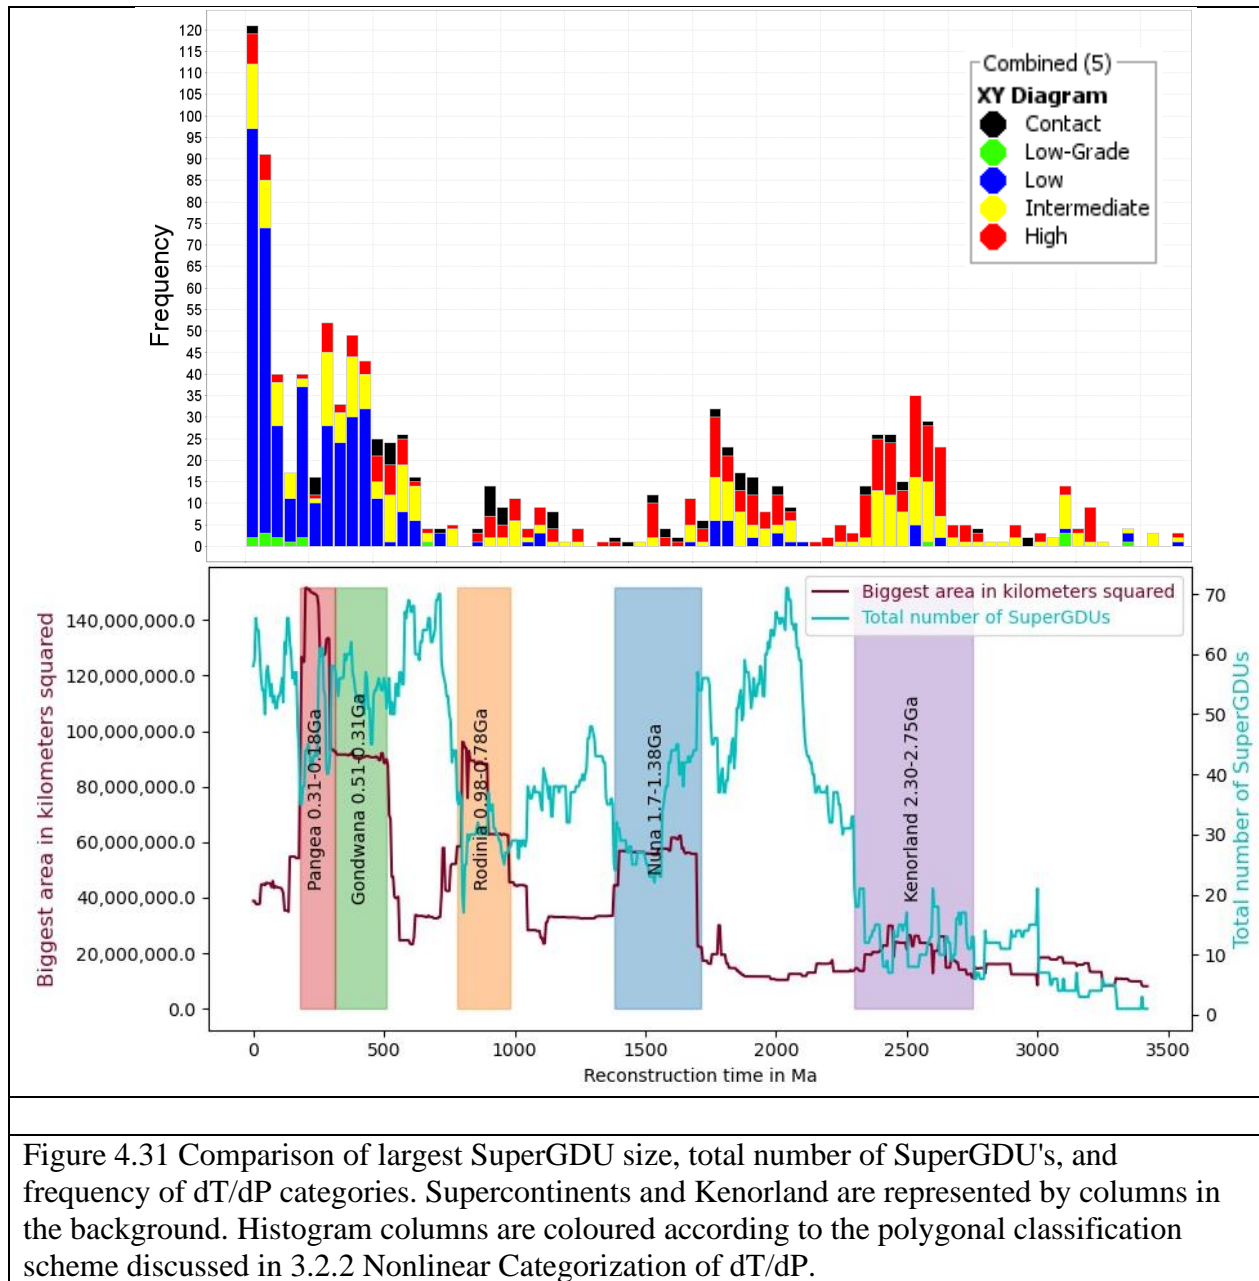 120
115
110
105
100
95
90
85
80
75
70
65
60
55
50
45
40
35
30
25
20
15
10
5
0
Frequency
Combined (5)
XY Diagram
Contact
Low-Grade
Low
Intermediate
High
Biggest area in kilometers squared
140,000,000.0
120,000,000.0
100,000,000.0
80,000,000.0
60,000,000.0
40,000,000.0
20,000,000.0
0.0
Pangea 0.31-0.18Ga
Gondwana 0.51-0.31Ga
Rodinia 0.98-0.78Ga
Nuna 1.7-1.38Ga
Kenorland 2.30-2.75Ga
Biggest area in kilometers squared
Total number of SuperGDUs
70
60
50
40
30
20
10
0
Total number of SuperGDUs
0 500 1000 1500 2000 2500 3000 3500
Reconstruction time in Ma
Figure 4.31 Comparison of largest SuperGDU size, total number of SuperGDU's, and
frequency of dT/dP categories. Supercontinents and Kenorland are represented by columns in
the background. Histogram columns are coloured according to the polygonal classification
scheme discussed in 3.2.2 Nonlinear Categorization of dT/dP.